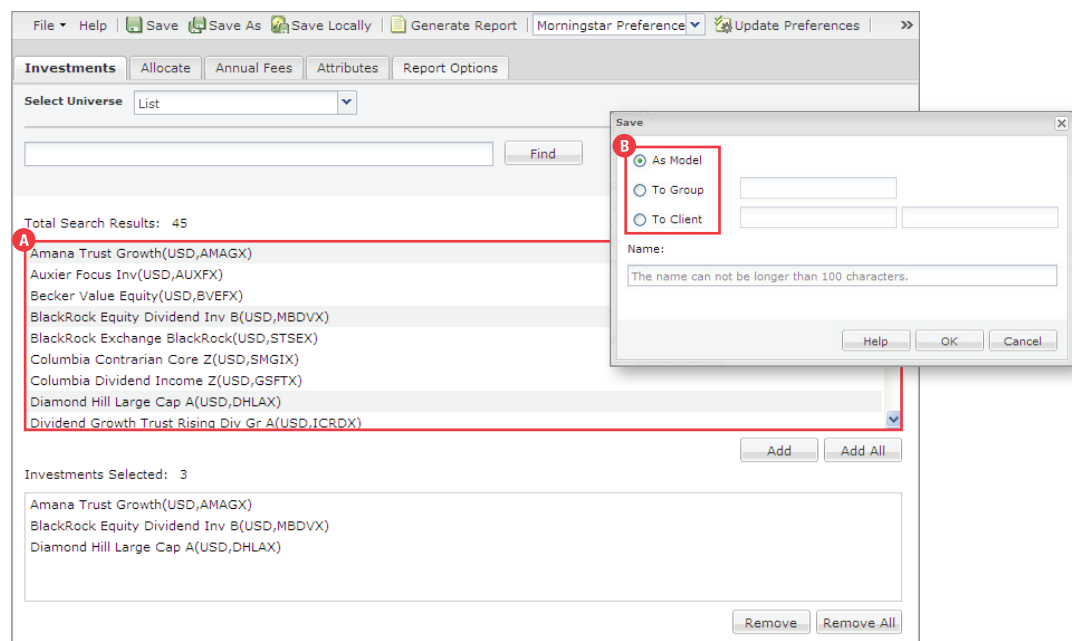 File Help Save Save As Save Locally Generate Report Morningstar Preference Update Preferences »
Investments Allocate Annual Fees Attributes Report Options
Select Universe List
Find
Total Search Results: 45
A
Amana Trust Growth(USD,AMAGX)
Auxier Focus Inv(USD,AUXFX)
Becker Value Equity(USD,BVEFX)
BlackRock Equity Dividend Inv B(USD,MBDVX)
BlackRock Exchange BlackRock(USD,STSEX)
Columbia Contrarian Core Z(USD,SMGIX)
Columbia Dividend Income Z(USD,GSFTX)
Diamond Hill Large Cap A(USD,DHLAX)
Dividend Growth Trust Rising Div Gr A(USD,ICRDX)
Add Add All
Investments Selected: 3
Amana Trust Growth(USD,AMAGX)
BlackRock Equity Dividend Inv B(USD,MBDVX)
Diamond Hill Large Cap A(USD,DHLAX)
Remove Remove All
Save
B
As Model
To Group
To Client
Name:
The name can not be longer than 100 characters.
Help OK Cancel